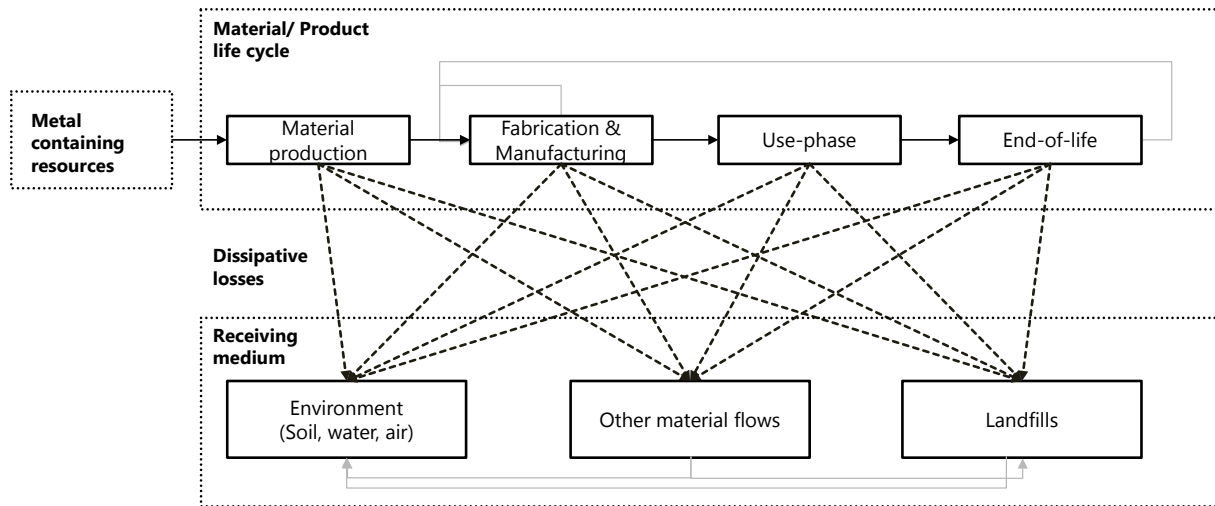 Material/ Product
life cycle
Metal
containing
resources
Material
production
Fabrication &
Manufacturing
Use-phase
End-of-life
Dissipative
losses
Receiving
medium
Environment
(Soil, water, air)
Other material flows
Landfills